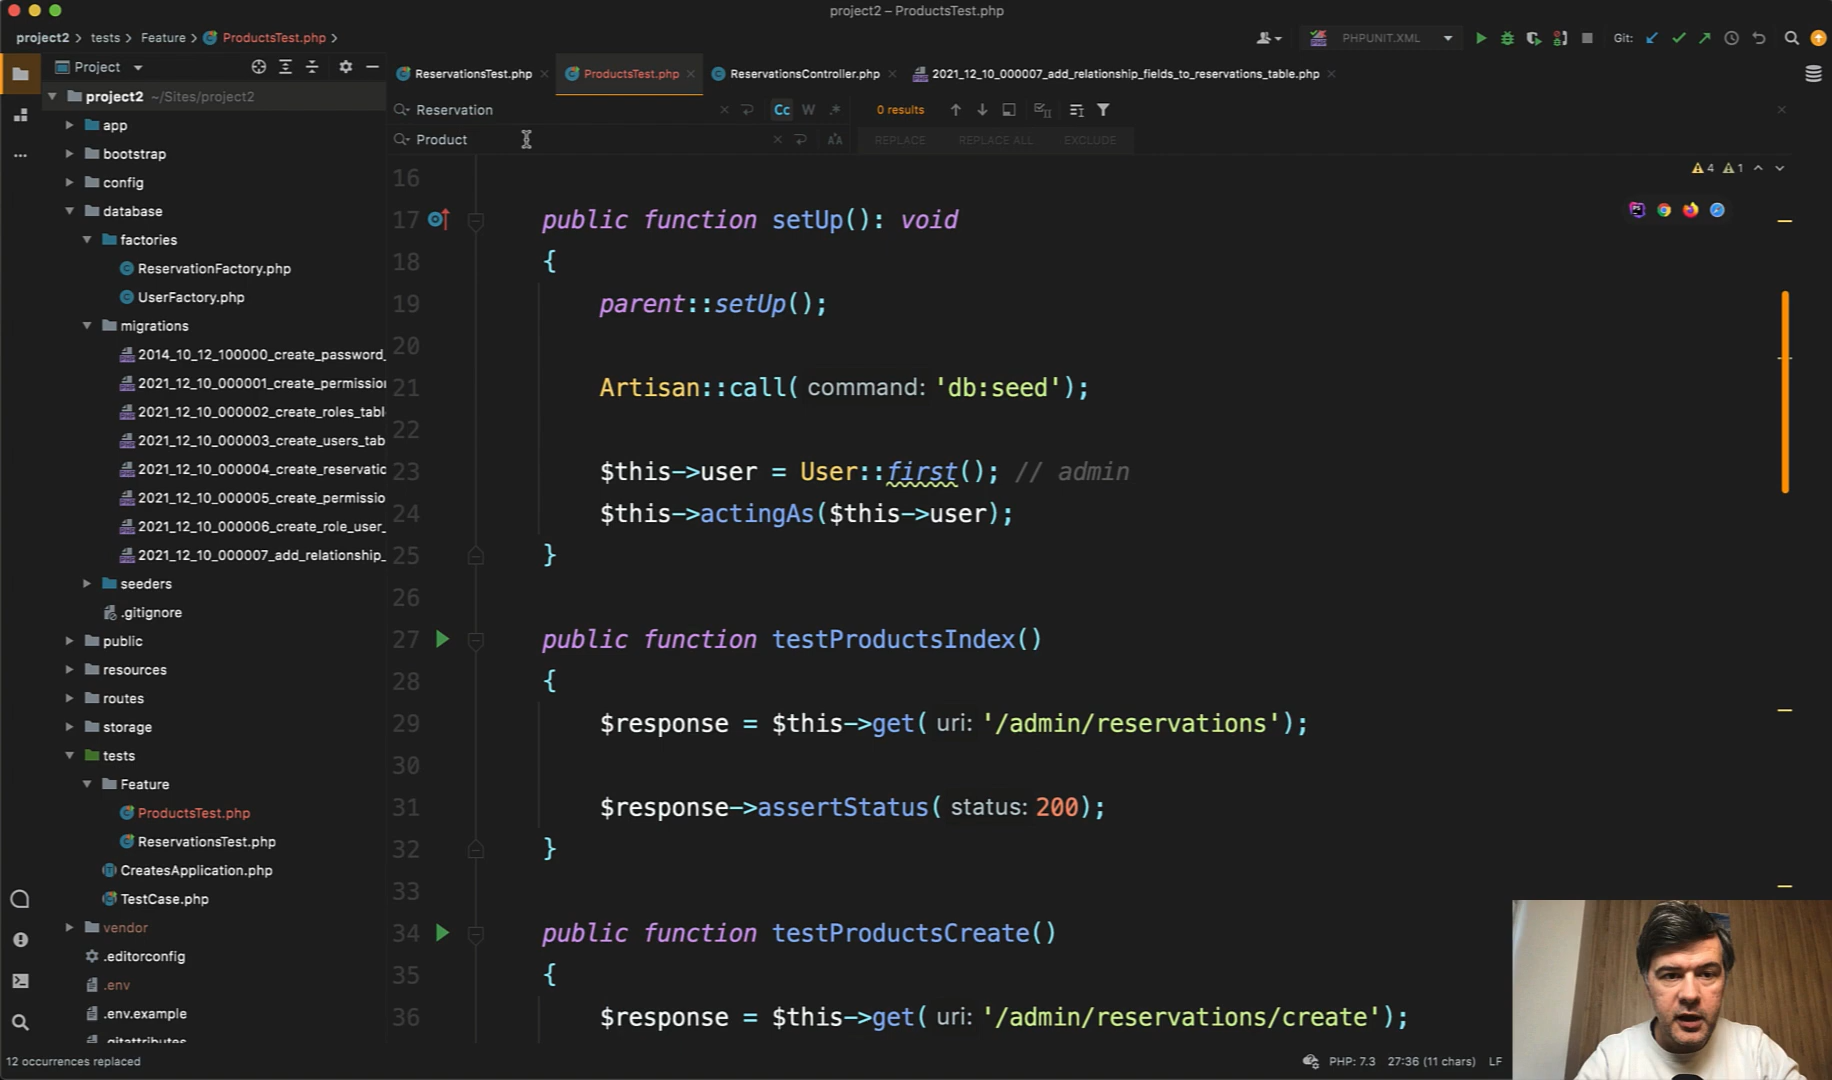 project2 – ProductsTest.php
project2 > tests > Feature > ProductsTest.php >
PHPUNIT.XML
Git:
Project
ReservationsTest.php
ProductsTest.php
ReservationsController.php
2021_12_10_000007_add_relationship_fields_to_reservations_table.php
project2 ~/Sites/project2
app
bootstrap
config
database
factories
ReservationFactory.php
UserFactory.php
migrations
2014_10_12_100000_create_password_
2021_12_10_000001_create_permission
2021_12_10_000002_create_roles_tabl
2021_12_10_000003_create_users_tab
2021_12_10_000004_create_reservatio
2021_12_10_000005_create_permissio
2021_12_10_000006_create_role_user_
2021_12_10_000007_add_relationship_
seeders
.gitignore
public
resources
routes
storage
tests
Feature
ProductsTest.php
ReservationsTest.php
CreatesApplication.php
TestCase.php
vendor
.editorconfig
.env
.env.example
.gitattributes
Reservation
Cc W .* 0 results
Product
REPLACE REPLACE ALL EXCLUDE
4 1
16
17 public function setUp(): void
18 {
19 parent::setUp();
20
21 Artisan::call( command: 'db:seed');
22
23 $this->user = User::first(); // admin
24 $this->actingAs($this->user);
25 }
26
27 public function testProductsIndex()
28 {
29 $response = $this->get( uri: '/admin/reservations');
30
31 $response->assertStatus( status: 200);
32 }
33
34 public function testProductsCreate()
35 {
36 $response = $this->get( uri: '/admin/reservations/create');
12 occurrences replaced
PHP: 7.3 27:36 (11 chars) LF